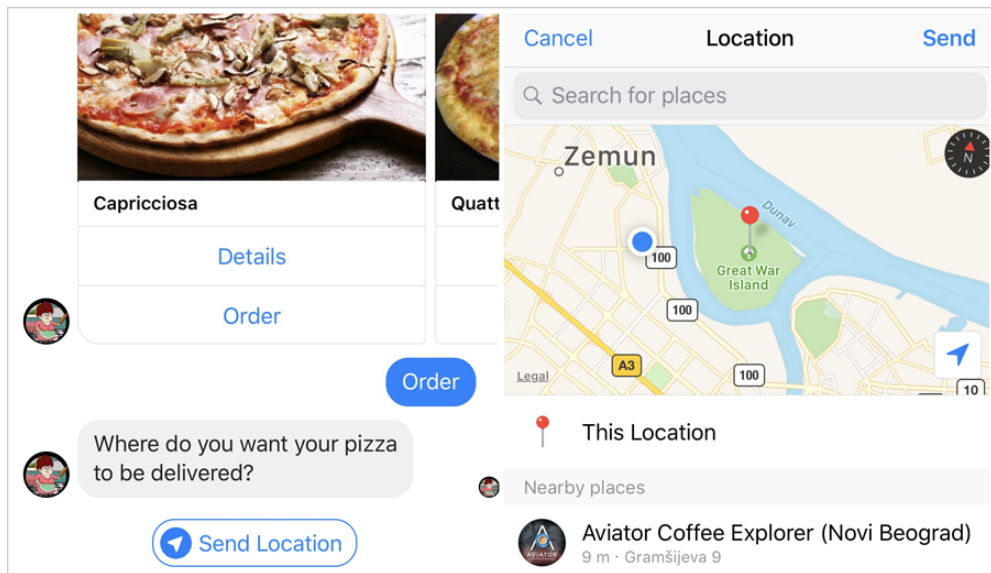 Capricciosa
Quatt
Details
Order
Order
Where do you want your pizza
to be delivered?
Send Location
Cancel
Location
Send
Search for places
Zemun
N
Dunav
100
Great War
Island
100
A3
100
Legal
10
This Location
Nearby places
AVIATOR
Aviator Coffee Explorer (Novi Beograd)
9 m · Gramšijeva 9